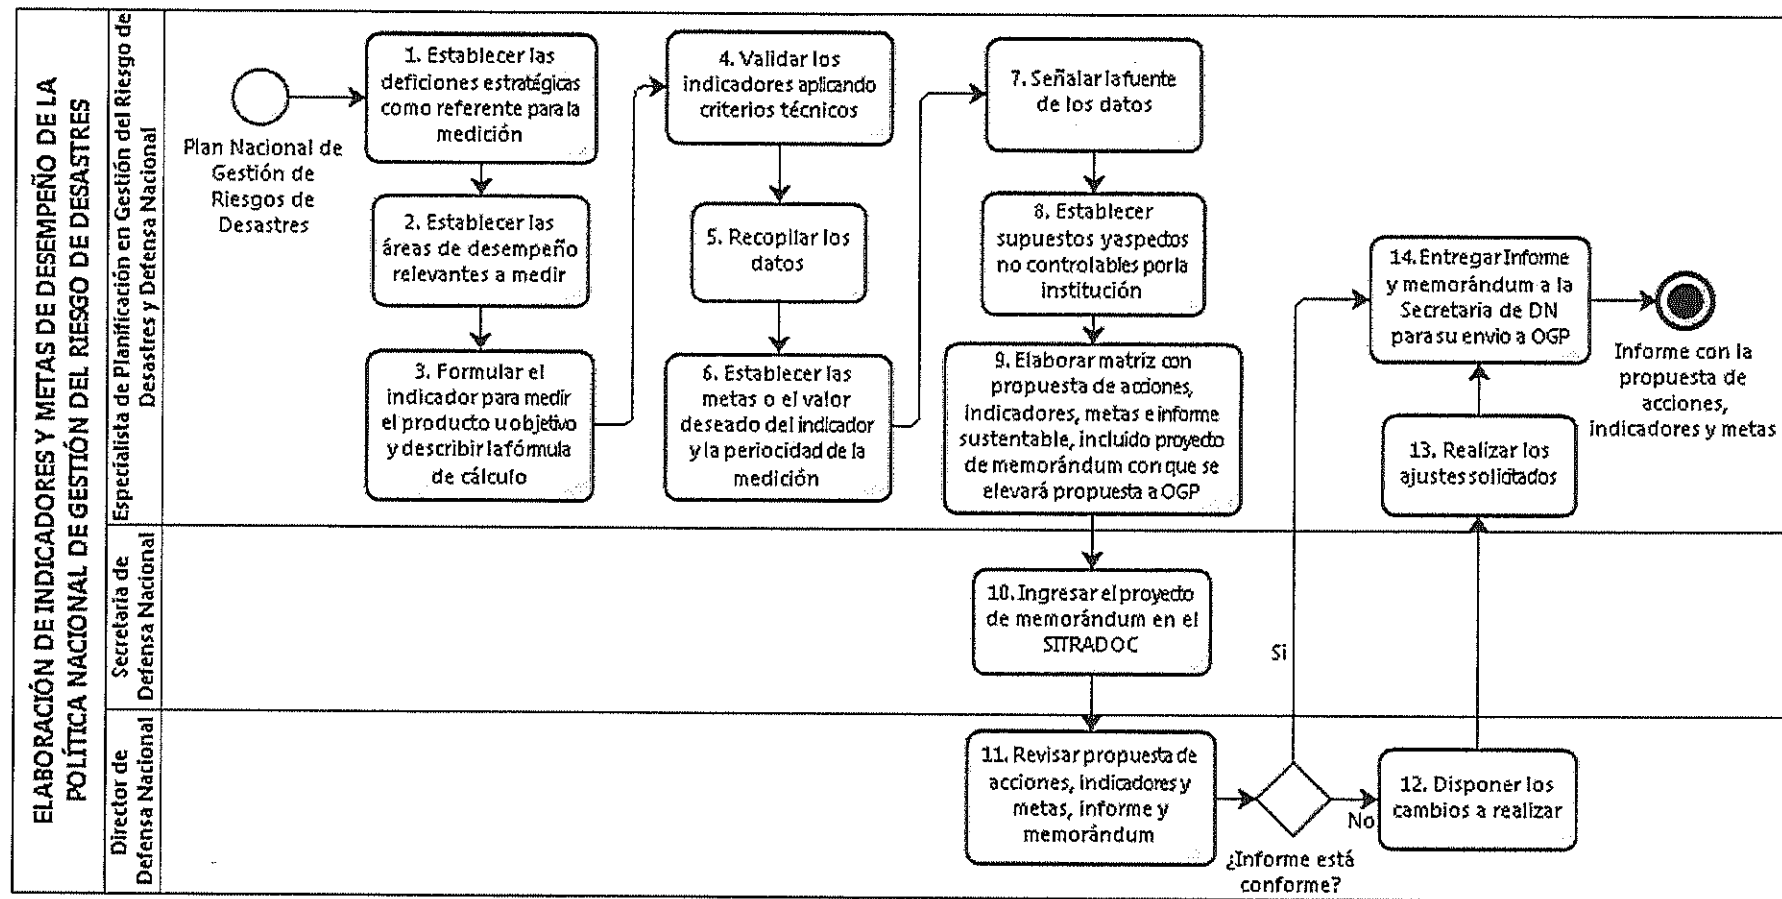 ELABORACIÓN DE INDICADORES Y METAS DE DESEMPEÑO DE LA
POLÍTICA NACIONAL DE GESTIÓN DEL RIESGO DE DESASTRES
Especialista de Planificación en Gestión del Riesgo de
Desastres y Defensa Nacional
Plan Nacional de
Gestión de
Riesgos de
Desastres
1. Establecer las
deficiones estratégicas
como referente para la
medición
2. Establecer las
áreas de desempeño
relevantes a medir
3. Formular el
indicador para medir
el producto u objetivo
y describir la fórmula
de cálculo
4. Validar los
indicadores aplicando
criterios técnicos
5. Recopilar los
datos
6. Establecer las
metas o el valor
deseado del indicador
y la periocidad de la
medición
7. Señalar la fuente
de los datos
8. Establecer
supuestos y aspectos
no controlables por la
institución
9. Elaborar matriz con
propuesta de acciones,
indicadores, metas e informe
sustentable, incluido proyecto
de memorándum con que se
elevará propuesta a OGP
14. Entregar Informe
y memorándum a la
Secretaria de DN
para su envio a OGP
Informe con la
propuesta de
acciones,
indicadores y metas
13. Realizar los
ajustes solicitados
Secretaria de
Defensa Nacional
10. Ingresar el proyecto
de memorándum en el
SITRADOC
Si
Director de
Defensa Nacional
11. Revisar propuesta de
acciones, indicadores y
metas, informe y
memorándum
¿Informe está
conforme?
No
12. Disponer los
cambios a realizar